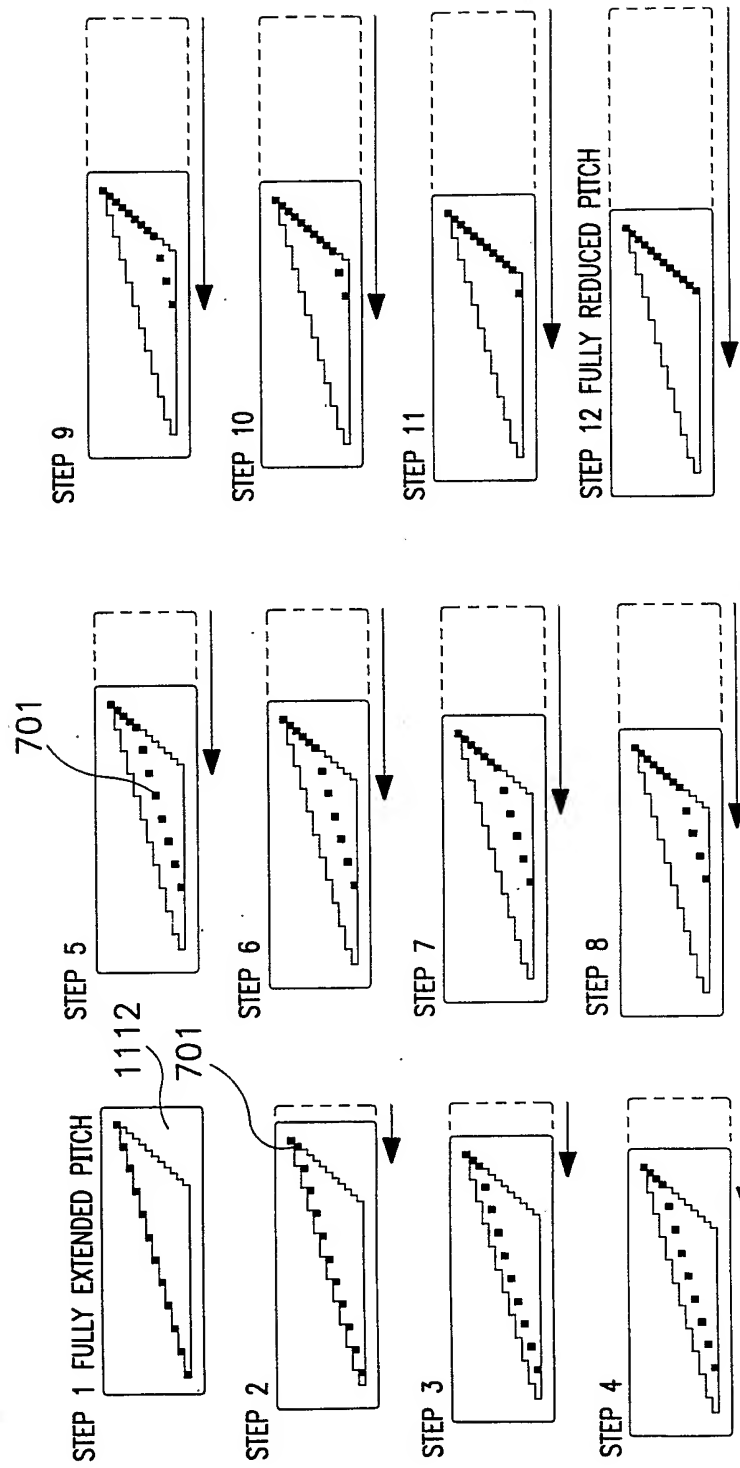 STEP 1 FULLY EXTENDED PITCH
1112
701
STEP 2
STEP 3
STEP 4
701
STEP 5
STEP 6
STEP 7
STEP 8
STEP 9
STEP 10
STEP 11
STEP 12 FULLY REDUCED PITCH